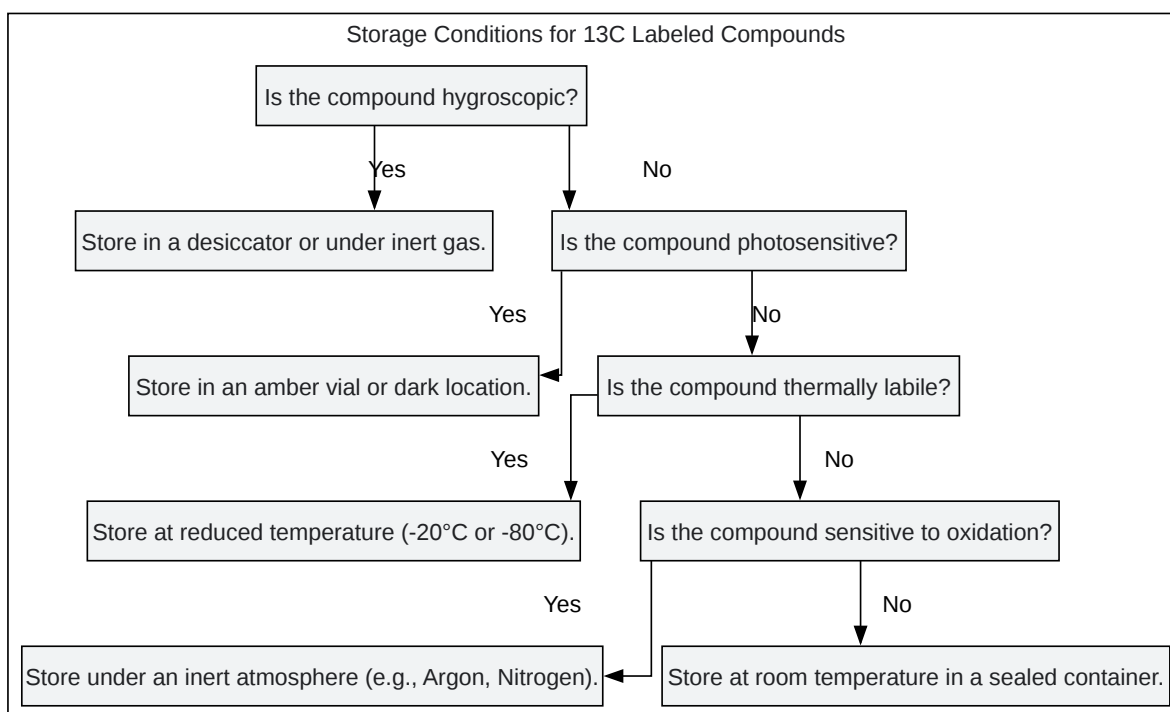 Storage Conditions for 13C Labeled Compounds
Is the compound hygroscopic?
Yes
No
Store in a desiccator or under inert gas.
Is the compound photosensitive?
Yes
No
Store in an amber vial or dark location.
Is the compound thermally labile?
Yes
No
Store at reduced temperature (-20°C or -80°C).
Is the compound sensitive to oxidation?
Yes
No
Store under an inert atmosphere (e.g., Argon, Nitrogen).
Store at room temperature in a sealed container.